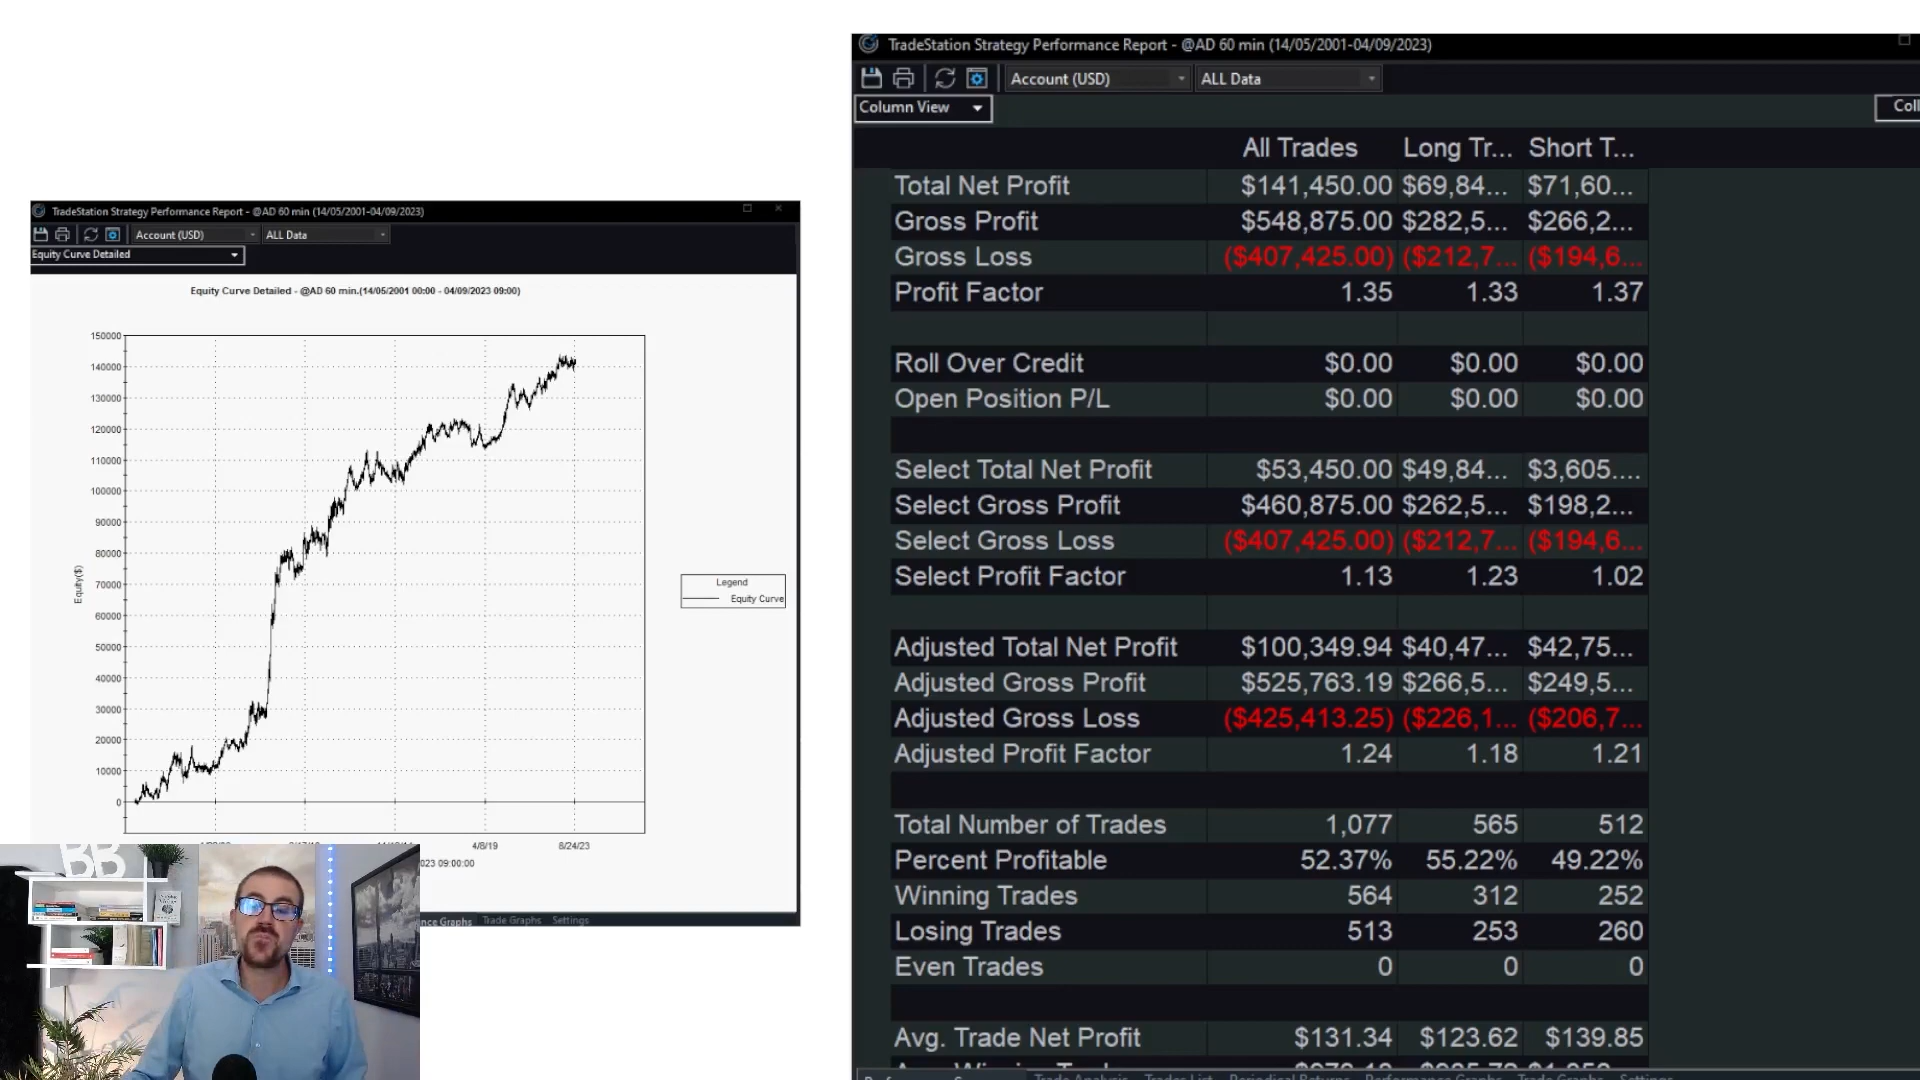 TradeStation Strategy Performance Report - @AD 60 min (14/05/2001-04/09/2023)
Account (USD) ALL Data
Equity Curve Detailed
Equity Curve Detailed - @AD 60 min.(14/05/2001 00:00 - 04/09/2023 09:00)
150000
140000
130000
120000
110000
100000
90000
80000
70000
60000
50000
40000
30000
20000
10000
0
Equity($)
Legend
Equity Curve
4/8/19 8/24/23
023 09:00:00
nce Graphs Trade Graphs Settings
BB
TradeStation Strategy Performance Report - @AD 60 min (14/05/2001-04/09/2023)
Account (USD) ALL Data
Column View Coll
All Trades Long Tr... Short T...
Total Net Profit $141,450.00 $69,84... $71,60...
Gross Profit $548,875.00 $282,5... $266,2...
Gross Loss ($407,425.00) ($212,7... ($194,6...
Profit Factor 1.35 1.33 1.37
Roll Over Credit $0.00 $0.00 $0.00
Open Position P/L $0.00 $0.00 $0.00
Select Total Net Profit $53,450.00 $49,84... $3,605....
Select Gross Profit $460,875.00 $262,5... $198,2...
Select Gross Loss ($407,425.00) ($212,7... ($194,6...
Select Profit Factor 1.13 1.23 1.02
Adjusted Total Net Profit $100,349.94 $40,47... $42,75...
Adjusted Gross Profit $525,763.19 $266,5... $249,5...
Adjusted Gross Loss ($425,413.25) ($226,1... ($206,7...
Adjusted Profit Factor 1.24 1.18 1.21
Total Number of Trades 1,077 565 512
Percent Profitable 52.37% 55.22% 49.22%
Winning Trades 564 312 252
Losing Trades 513 253 260
Even Trades 0 0 0
Avg. Trade Net Profit $131.34 $123.62 $139.85